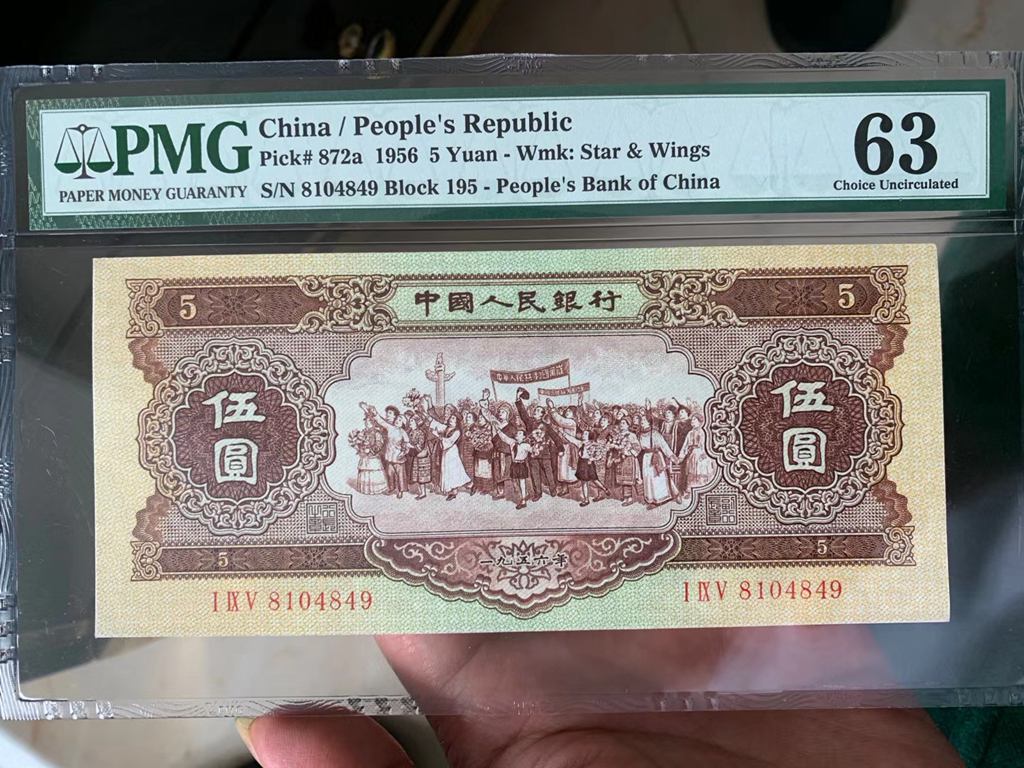 PMG
PAPER MONEY GUARANTY
China / People's Republic
Pick# 872a 1956 5 Yuan - Wmk: Star & Wings
S/N 8104849 Block 195 - People's Bank of China
63
Choice Uncirculated
5
中國人民銀行
5
伍圓
伍圓
5
一九五六年
5
I IX V 8104849
I IX V 8104849